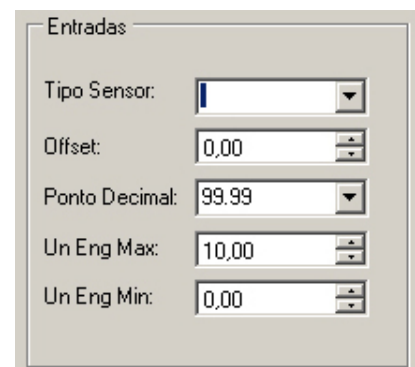 Entradas
Tipo Sensor:
Offset: 0,00
Ponto Decimal: 99.99
Un Eng Max: 10,00
Un Eng Min: 0,00